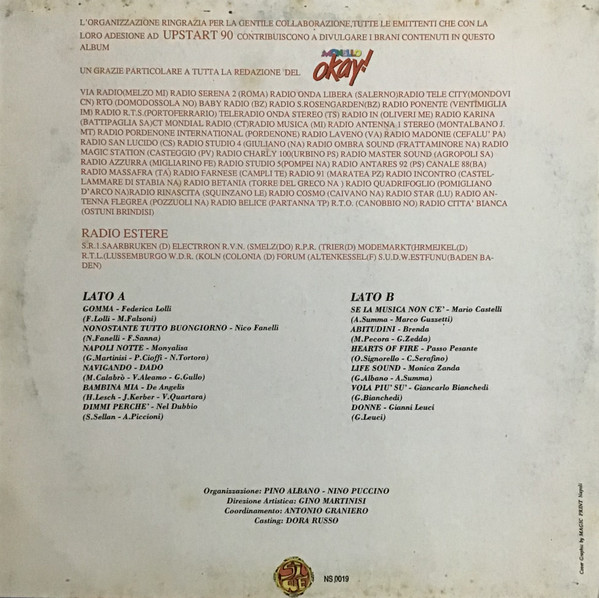 L'ORGANIZZAZIONE RINGRAZIA PER LA GENTILE COLLABORAZIONE,TUTTE LE EMITTENTI CHE CON LA
LORO ADESIONE AD UPSTART 90 CONTRIBUISCONO A DIVULGARE I BRANI CONTENUTI IN QUESTO
ALBUM
UN GRAZIE PARTICOLARE A TUTTA LA REDAZIONE DEL MONELLO okay!
VIA RADIO(MELZO MI) RADIO SERENA 2 (ROMA) RADIO ONDA LIBERA (SALERNO)RADIO TELE CITY(MONDOVI
CN) RTO (DOMODOSSOLA NO) BABY RADIO (BZ) RADIO S.ROSENGARDEN(BZ) RADIO PONENTE (VENTIMIGLIA
IM) RADIO R.T.S.(PORTOFERRARIO) TELERADIO ONDA STEREO (TS) RADIO IN (OLIVERI ME) RADIO KARINA
(BATTIPAGLIA SA)CT MONDIAL RADIO (CT)RADIO MUSICA (MI) RADIO ANTENNA 1 STEREO (MONTALBANO J.
MT) RADIO PORDENONE INTERNATIONAL (PORDENONE) RADIO LAVENO (VA) RADIO MADONIE (CEFALU' PA)
RADIO SAN LUCIDO (CS) RADIO STUDIO 4 (GIULIANO (NA) RADIO OMBRA SOUND (FRATTAMINORE NA) RADIO
MAGIC STATION (CASTEGGIO (PV) RADIO CHARLY 100(URBINO PS) RADIO MASTER SOUND (AGROPOLI SA)
RADIO AZZURRA (MIGLIARINO FE) RADIO STUDIO 5(POMPEI NA) RADIO ANTARES 92 (PS) CANALE 88(BA)
RADIO MASSAFRA (TA) RADIO FARNESE (CAMPLI TE) RADIO 91 (MARATEA PZ) RADIO INCONTRO (CASTEL-
LAMMARE DI STABIA NA) RADIO BETANIA (TORRE DEL GRECO NA) RADIO QUADRIFOGLIO (POMIGLIANO
D'ARCO NA)RADIO RINASCITA (SQUINZANO LE) RADIO COSMO (CAIVANO NA) RADIO STAR (LU) RADIO AN-
TENNA FLEGREA (POZZUOLI NA) RADIO BELICE (PARTANNA TP) R.T.O. (CANOBBIO NO) RADIO CITTA' BIANCA
(OSTUNI BRINDISI)
RADIO ESTERE
S.R.1.SAARBRUKEN (D) ELECTRRON R.V.N. (SMELZ(DO) R.P.R. (TRIER(D) MODEMARKT(HRMEJKEL(D)
R.T.L.(LUSSEMBURGO W.D.R. (KOLN (COLONIA (D) FORUM (ALTENKESSEL(F) S.U.D.W.ESTFUNU(BADEN BA-
DEN)
LATO A
GOMMA - Federica Lolli
(F.Lolli - M.Falzoni)
NONOSTANTE TUTTO BUONGIORNO - Nico Fanelli
(N.Fanelli - F.Sanna)
NAPOLI NOTTE - Monyalisa
(G.Martinisi - P.Cioffi - N.Tortora)
NAVIGANDO - DADO
(M.Calabrò - V.Alcamo - G.Gullo)
BAMBINA MIA - De Angelis
(H.Lesch - J.Kerber - V.Quartara)
DIMMI PERCHE' - Nel Dubbio
(S.Sellan - A.Piccioni)
LATO B
SE LA MUSICA NON C'E' - Mario Castelli
(A.Summa - Marco Guzzetti)
ABITUDINI - Brenda
(M.Pecora - G.Zedda)
HEARTS OF FIRE - Passo Pesante
(O.Signorello - C.Serafino)
LIFE SOUND - Monica Zanda
(G.Albano - A.Summa)
VOLA PIU' SU' - Giancarlo Bianchedi
(G.Bianchedi)
DONNE - Gianni Leuci
(G.Leuci)
Organizzazione: PINO ALBANO - NINO PUCCINO
Direzione Artistica: GINO MARTINISI
Coordinamento: ANTONIO GRANIERO
Casting: DORA RUSSO
NS 0019
Cover Graphic by MAGIC PRINT Napoli